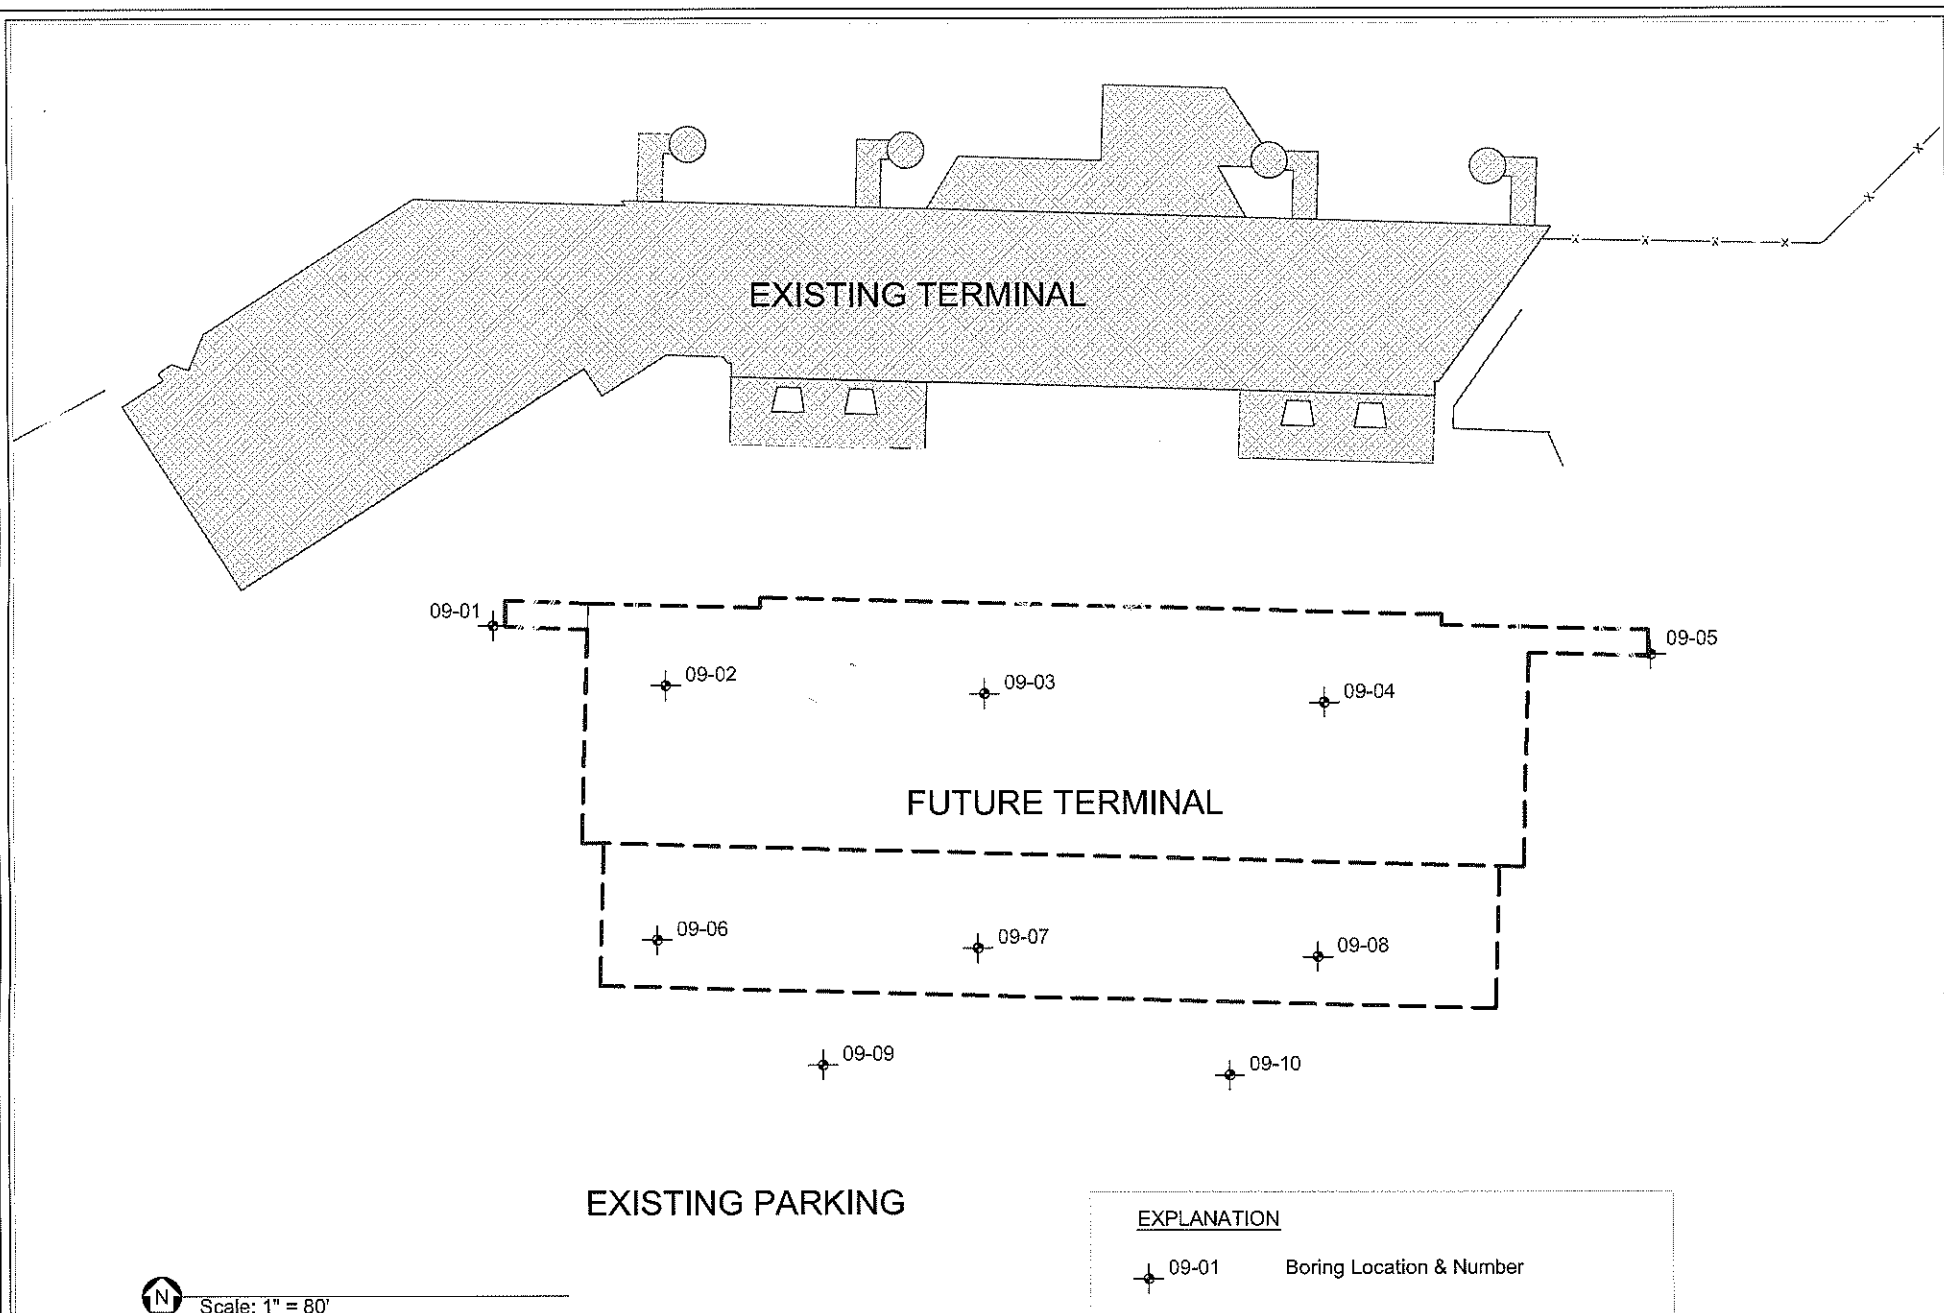 EXISTING TERMINAL
09-01
09-05
09-02
09-03
09-04
FUTURE TERMINAL
09-06
09-07
09-08
09-09
09-10
EXISTING PARKING
EXPLANATION
09-01 Boring Location & Number
N
Scale: 1" = 80'
x x x x x x